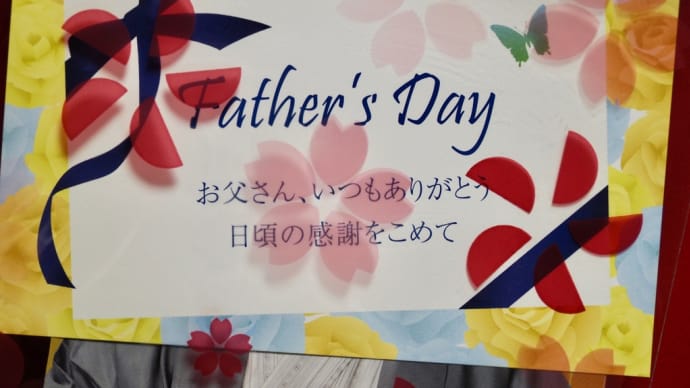 Father's Day
お父さん、いつもありがとう
日頃の感謝をこめて